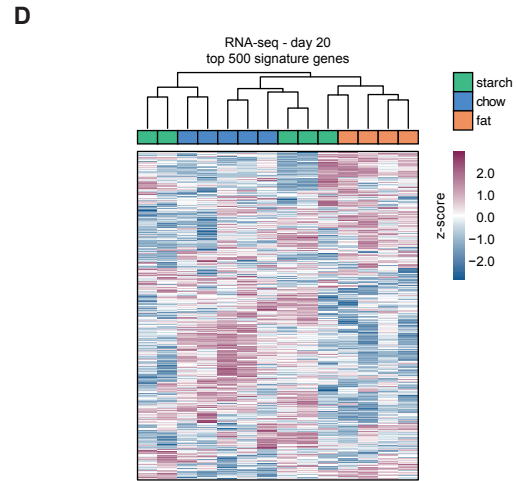 D
RNA-seq - day 20
top 500 signature genes
starch
chow
fat
z-score
2.0
1.0
0.0
−1.0
−2.0